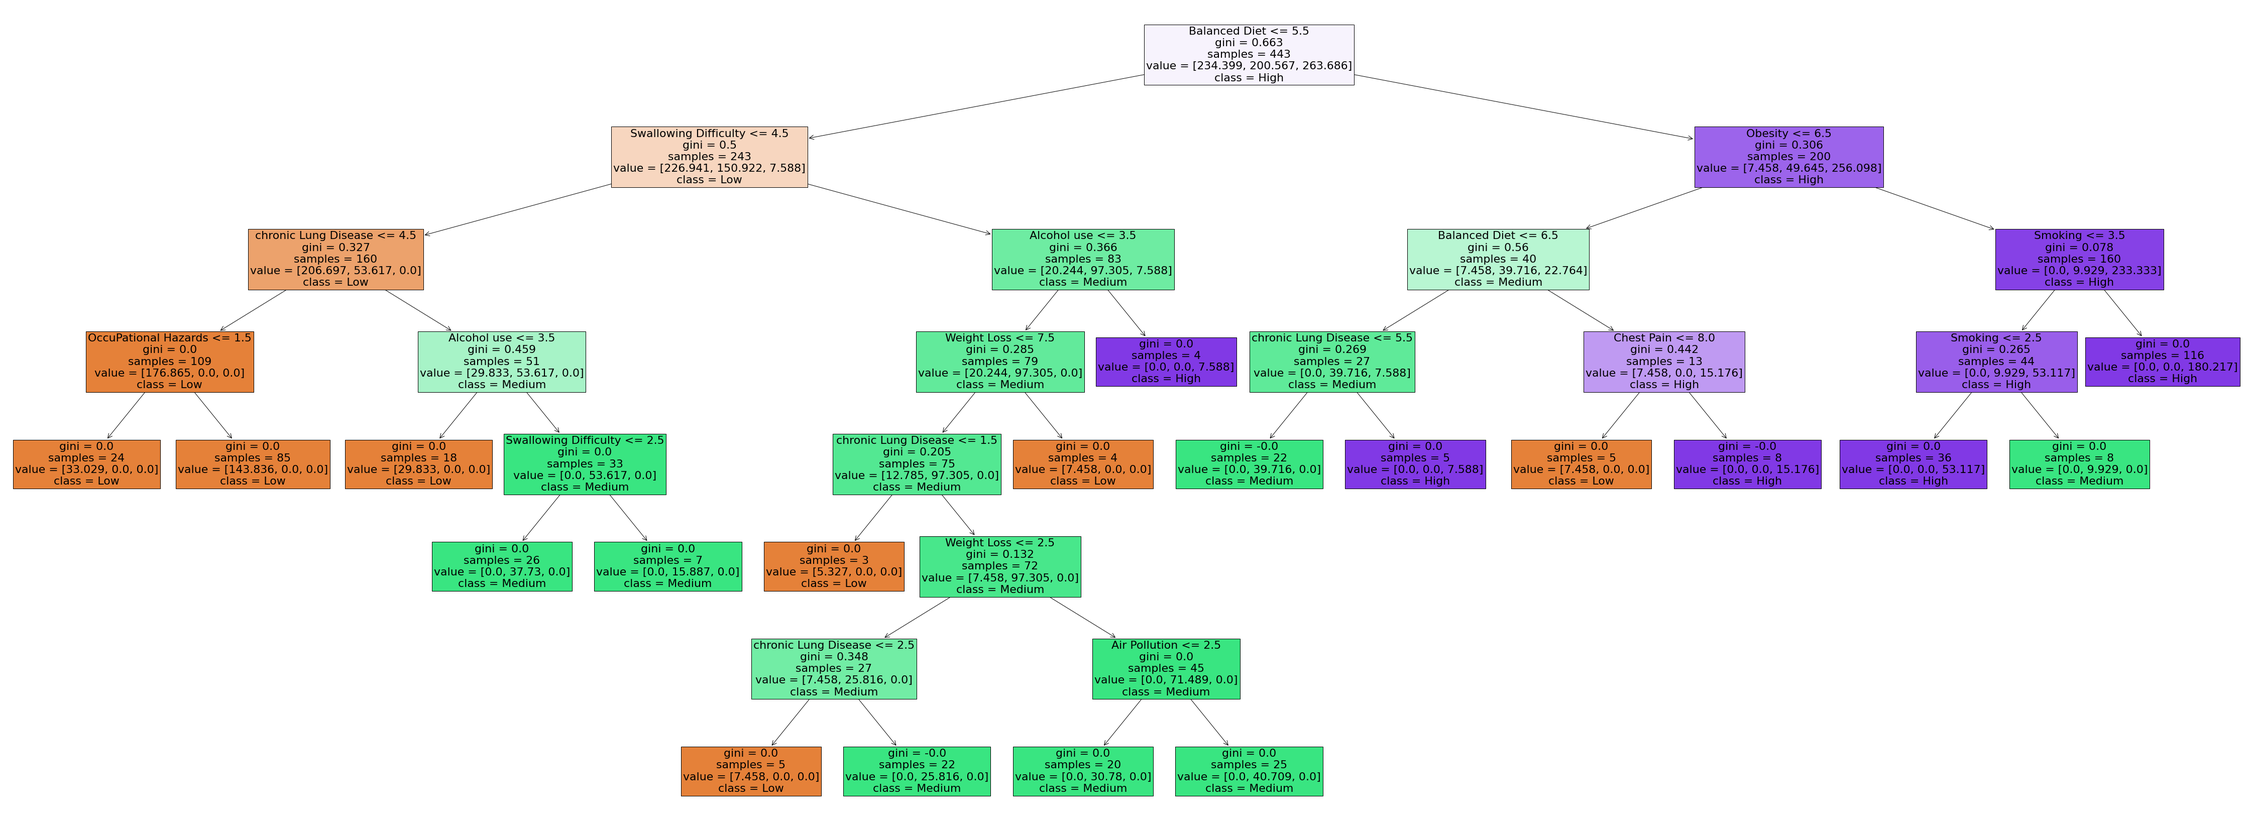 Balanced Diet <= 5.5
gini = 0.663
samples = 443
value = [234.399, 200.567, 263.686]
class = High
Swallowing Difficulty <= 4.5
gini = 0.5
samples = 243
value = [226.941, 150.922, 7.588]
class = Low
Obesity <= 6.5
gini = 0.306
samples = 200
value = [7.458, 49.645, 256.098]
class = High
chronic Lung Disease <= 4.5
gini = 0.327
samples = 160
value = [206.697, 53.617, 0.0]
class = Low
Alcohol use <= 3.5
gini = 0.366
samples = 83
value = [20.244, 97.305, 7.588]
class = Medium
Balanced Diet <= 6.5
gini = 0.56
samples = 40
value = [7.458, 39.716, 22.764]
class = Medium
Smoking <= 3.5
gini = 0.078
samples = 160
value = [0.0, 9.929, 233.333]
class = High
OccuPational Hazards <= 1.5
gini = 0.0
samples = 109
value = [176.865, 0.0, 0.0]
class = Low
Alcohol use <= 3.5
gini = 0.459
samples = 51
value = [29.833, 53.617, 0.0]
class = Medium
Weight Loss <= 7.5
gini = 0.285
samples = 79
value = [20.244, 97.305, 0.0]
class = Medium
gini = 0.0
samples = 4
value = [0.0, 0.0, 7.588]
class = High
chronic Lung Disease <= 5.5
gini = 0.269
samples = 27
value = [0.0, 39.716, 7.588]
class = Medium
Chest Pain <= 8.0
gini = 0.442
samples = 13
value = [7.458, 0.0, 15.176]
class = High
Smoking <= 2.5
gini = 0.265
samples = 44
value = [0.0, 9.929, 53.117]
class = High
gini = 0.0
samples = 116
value = [0.0, 0.0, 180.217]
class = High
gini = 0.0
samples = 24
value = [33.029, 0.0, 0.0]
class = Low
gini = 0.0
samples = 85
value = [143.836, 0.0, 0.0]
class = Low
gini = 0.0
samples = 18
value = [29.833, 0.0, 0.0]
class = Low
Swallowing Difficulty <= 2.5
gini = 0.0
samples = 33
value = [0.0, 53.617, 0.0]
class = Medium
chronic Lung Disease <= 1.5
gini = 0.205
samples = 75
value = [12.785, 97.305, 0.0]
class = Medium
gini = 0.0
samples = 4
value = [7.458, 0.0, 0.0]
class = Low
gini = -0.0
samples = 22
value = [0.0, 39.716, 0.0]
class = Medium
gini = 0.0
samples = 5
value = [0.0, 0.0, 7.588]
class = High
gini = 0.0
samples = 5
value = [7.458, 0.0, 0.0]
class = Low
gini = -0.0
samples = 8
value = [0.0, 0.0, 15.176]
class = High
gini = 0.0
samples = 36
value = [0.0, 0.0, 53.117]
class = High
gini = 0.0
samples = 8
value = [0.0, 9.929, 0.0]
class = Medium
gini = 0.0
samples = 26
value = [0.0, 37.73, 0.0]
class = Medium
gini = 0.0
samples = 7
value = [0.0, 15.887, 0.0]
class = Medium
gini = 0.0
samples = 3
value = [5.327, 0.0, 0.0]
class = Low
Weight Loss <= 2.5
gini = 0.132
samples = 72
value = [7.458, 97.305, 0.0]
class = Medium
chronic Lung Disease <= 2.5
gini = 0.348
samples = 27
value = [7.458, 25.816, 0.0]
class = Medium
Air Pollution <= 2.5
gini = 0.0
samples = 45
value = [0.0, 71.489, 0.0]
class = Medium
gini = 0.0
samples = 5
value = [7.458, 0.0, 0.0]
class = Low
gini = -0.0
samples = 22
value = [0.0, 25.816, 0.0]
class = Medium
gini = 0.0
samples = 20
value = [0.0, 30.78, 0.0]
class = Medium
gini = 0.0
samples = 25
value = [0.0, 40.709, 0.0]
class = Medium